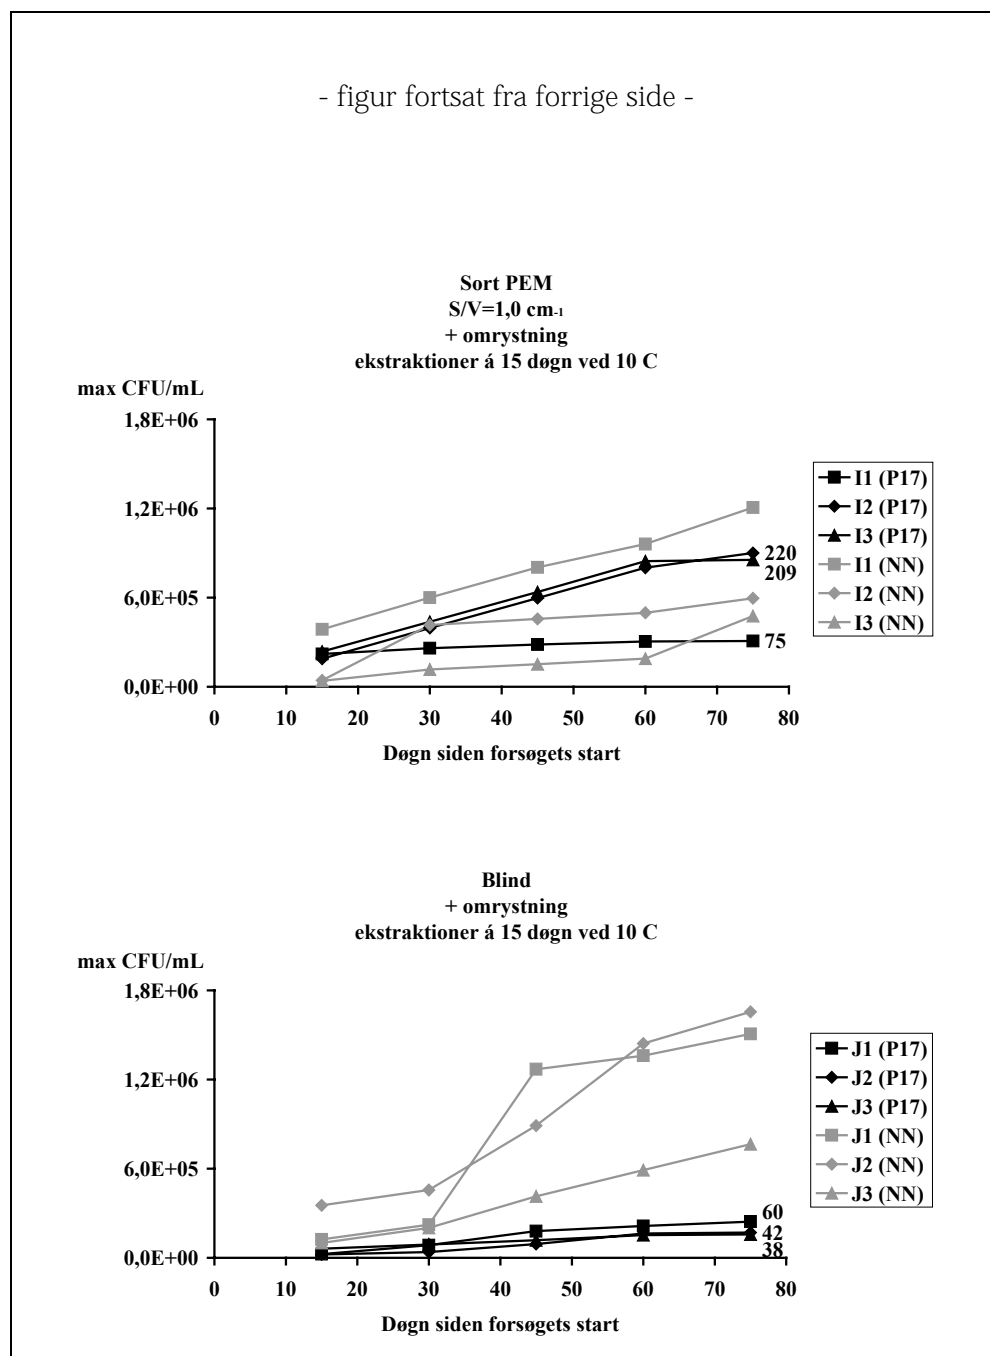 - figur fortsat fra forrige side -
Sort PEM
S/V=1,0 cm-1
+ omrystning
ekstraktioner á 15 døgn ved 10 C
max CFU/mL
1,8E+06
1,2E+06
6,0E+05
0,0E+00
0 10 20 30 40 50 60 70 80
Døgn siden forsøgets start
220
209
75
I1 (P17)
I2 (P17)
I3 (P17)
I1 (NN)
I2 (NN)
I3 (NN)
Blind
+ omrystning
ekstraktioner á 15 døgn ved 10 C
max CFU/mL
1,8E+06
1,2E+06
6,0E+05
0,0E+00
0 10 20 30 40 50 60 70 80
Døgn siden forsøgets start
60
42
38
J1 (P17)
J2 (P17)
J3 (P17)
J1 (NN)
J2 (NN)
J3 (NN)